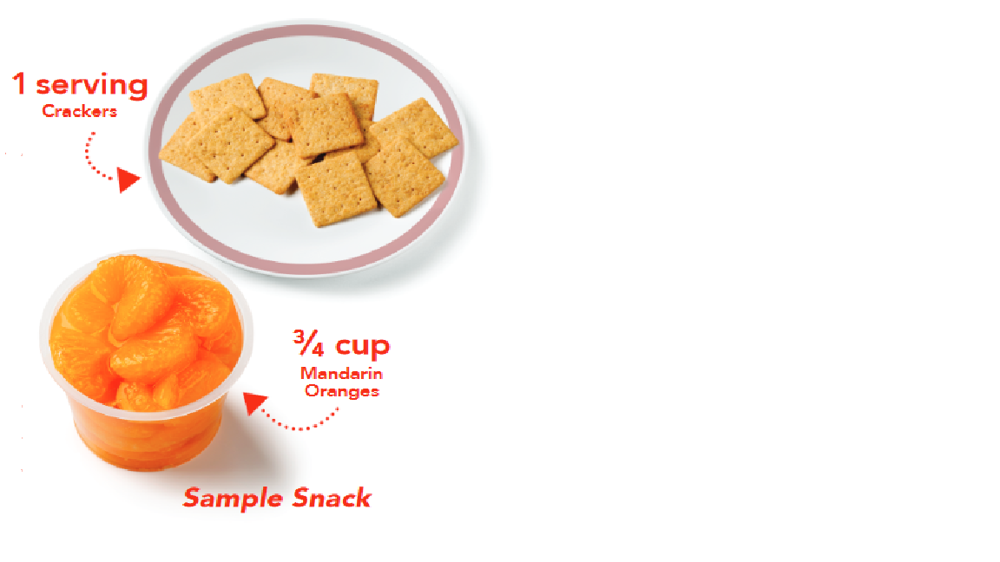 1 serving
Crackers
¾ cup
Mandarin
Oranges
Sample Snack